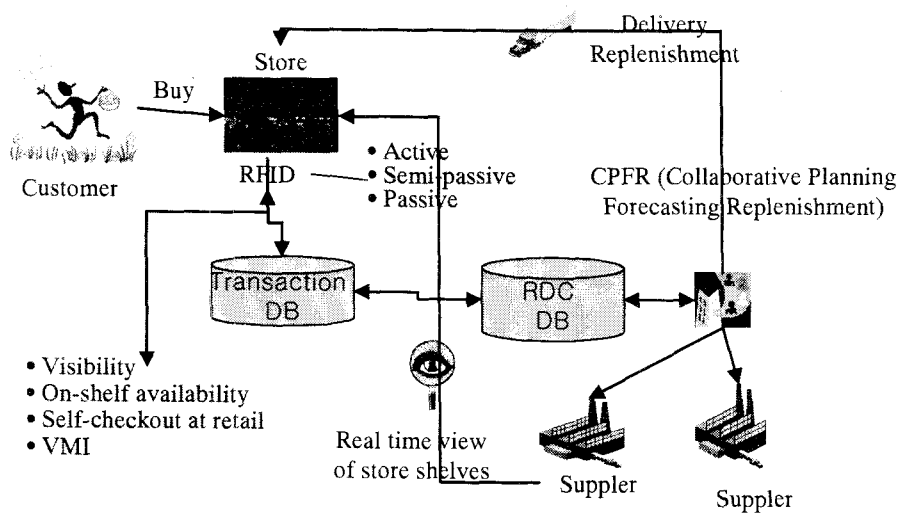 Delivery
Replenishment
Store
Buy
Customer
RFID
• Active
• Semi-passive
• Passive
CPFR (Collaborative Planning
Forecasting Replenishment)
Transaction
DB
RDC
DB
• Visibility
• On-shelf availability
• Self-checkout at retail
• VMI
Real time view
of store shelves
Suppler
Suppler